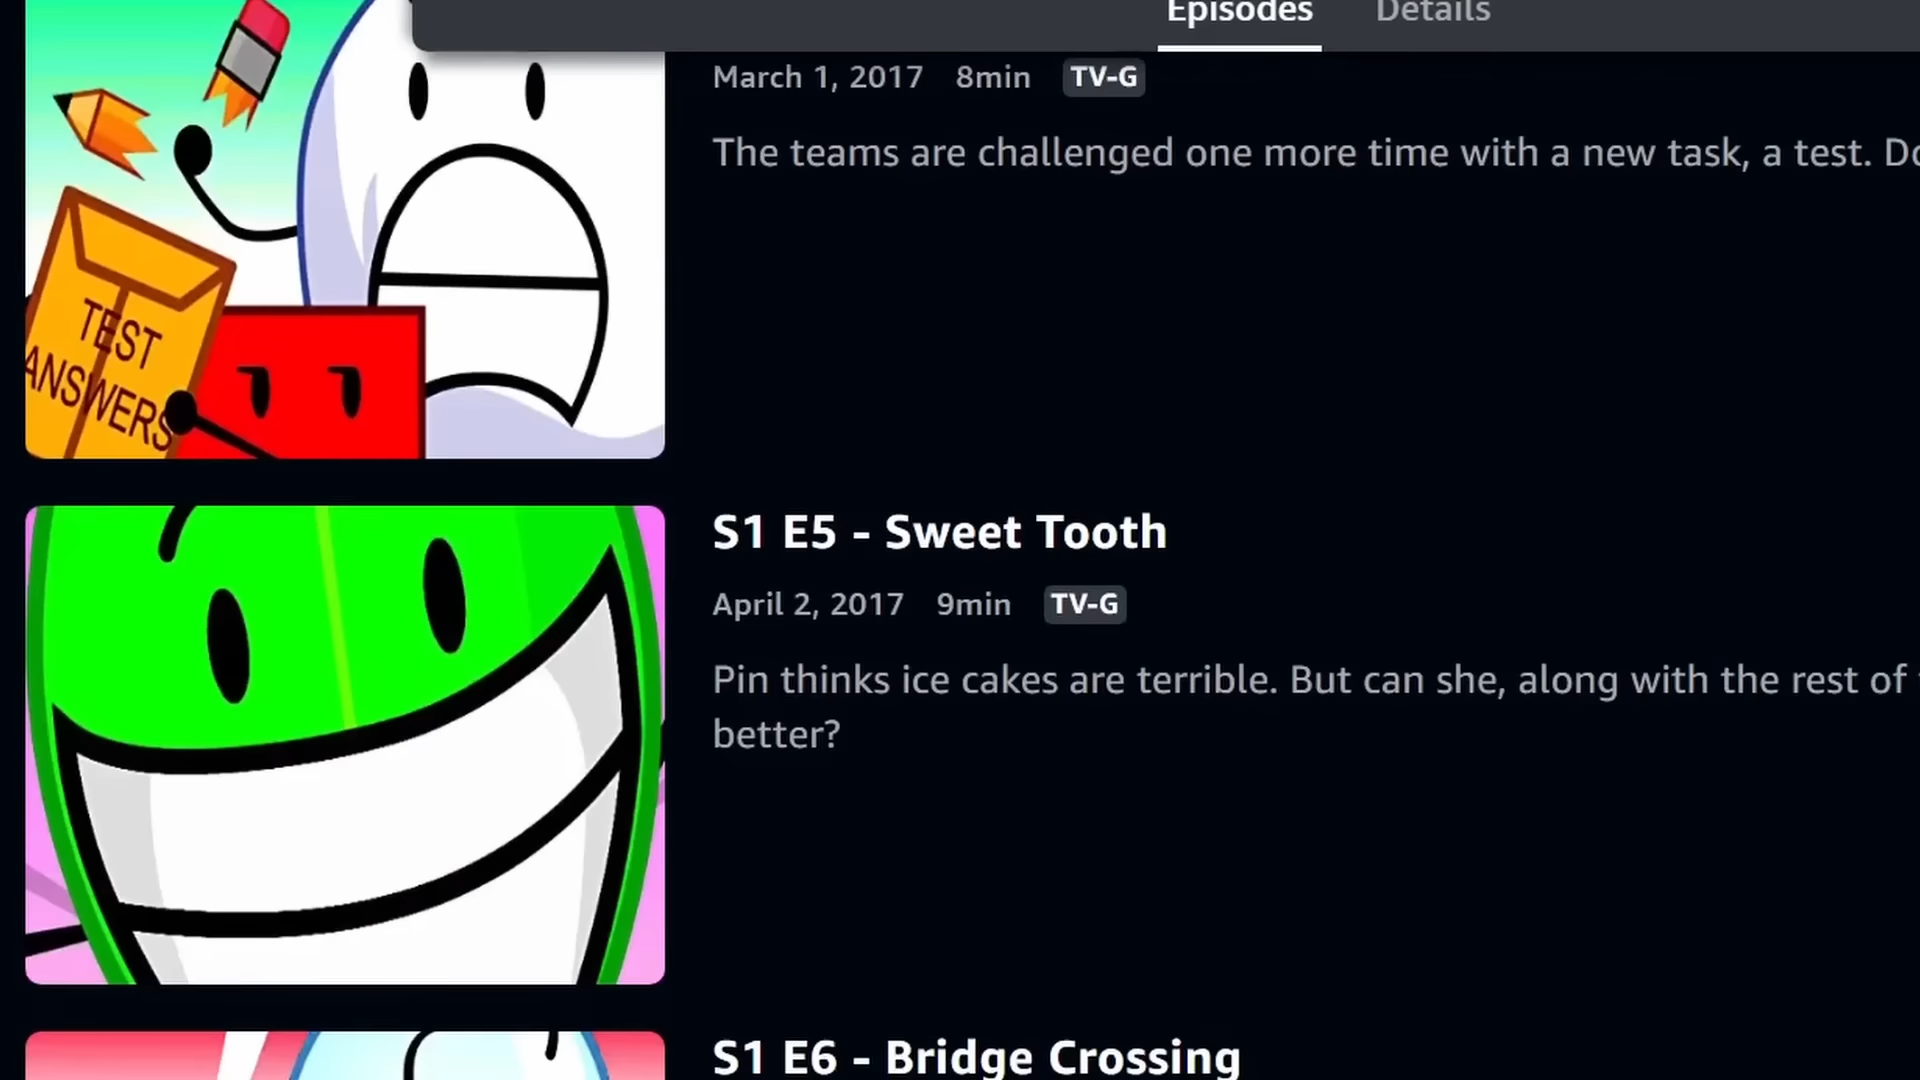 Episodes Details
March 1, 2017 8min TV-G
The teams are challenged one more time with a new task, a test. Do
TEST
ANSWERS
S1 E5 - Sweet Tooth
April 2, 2017 9min TV-G
Pin thinks ice cakes are terrible. But can she, along with the rest of
better?
S1 E6 - Bridge Crossing